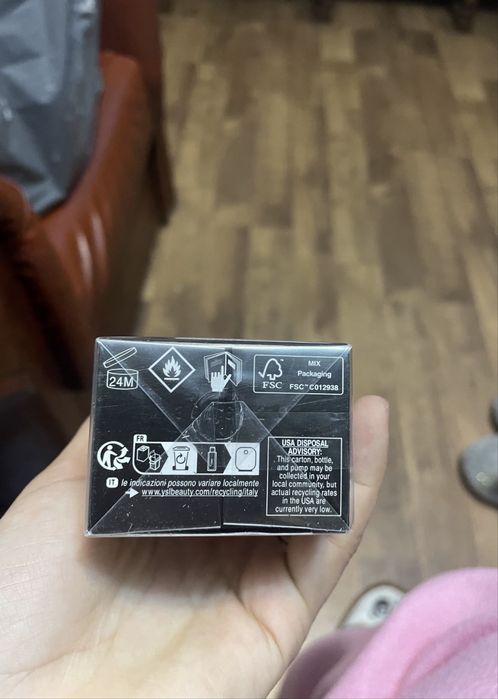 24M
FSC
MIX
Packaging
FSC™ C012938
FR
IT le indicazioni possono variare localmente
www.yslbeauty.com/recycling/italy
USA DISPOSAL
ADVISORY:
This carton, bottle,
and pump may be
collected in your
local community, but
actual recycling rates
in the USA are
currently very low.